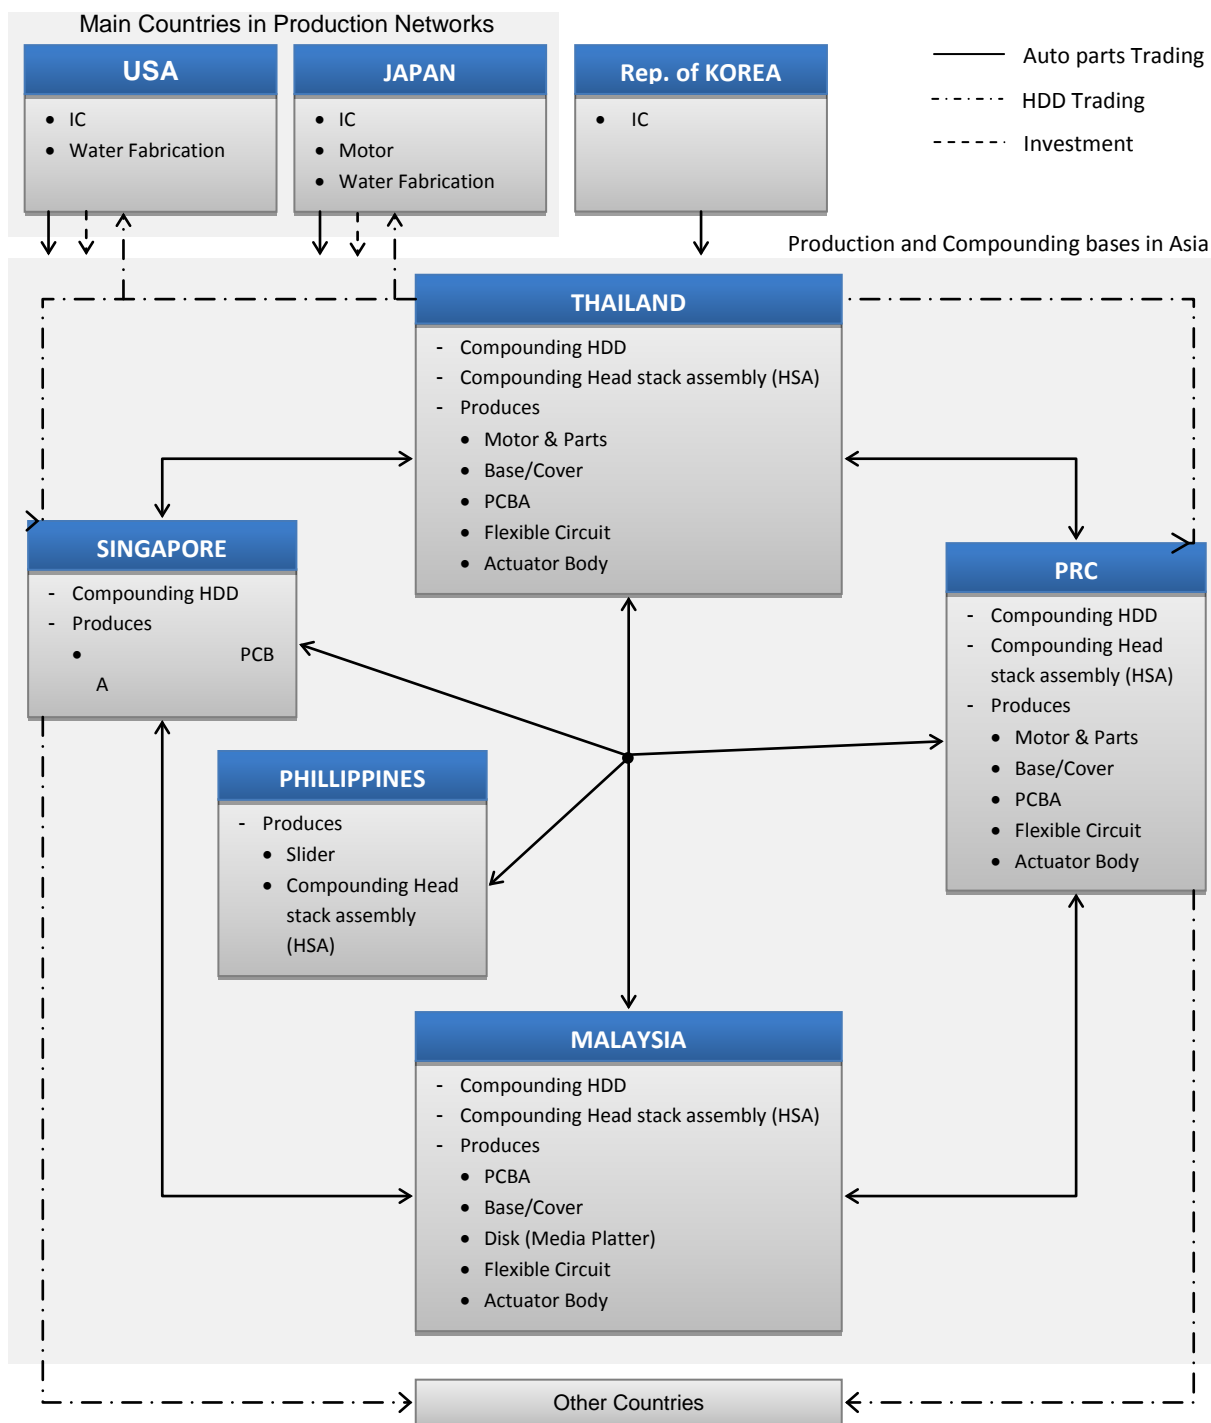 Main Countries in Production Networks
USA
• IC
• Water Fabrication
JAPAN
• IC
• Motor
• Water Fabrication
Rep. of KOREA
• IC
Auto parts Trading
HDD Trading
Investment
Production and Compounding bases in Asia
THAILAND
- Compounding HDD
- Compounding Head stack assembly (HSA)
- Produces
• Motor & Parts
• Base/Cover
• PCBA
• Flexible Circuit
• Actuator Body
SINGAPORE
- Compounding HDD
- Produces
• PCB
A
PRC
- Compounding HDD
- Compounding Head
stack assembly (HSA)
- Produces
• Motor & Parts
• Base/Cover
• PCBA
• Flexible Circuit
• Actuator Body
PHILLIPPINES
- Produces
• Slider
• Compounding Head
stack assembly
(HSA)
MALAYSIA
- Compounding HDD
- Compounding Head stack assembly (HSA)
- Produces
• PCBA
• Base/Cover
• Disk (Media Platter)
• Flexible Circuit
• Actuator Body
Other Countries